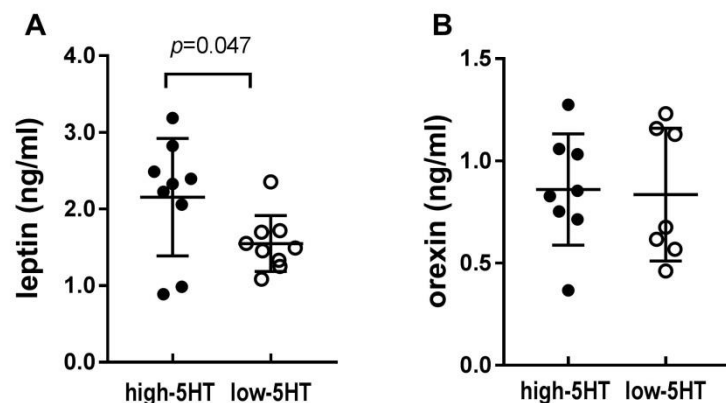 A
p=0.047
leptin (ng/ml)
4.0
3.0
2.0
1.0
0.0
high-5HT low-5HT
B
orexin (ng/ml)
1.5
1.0
0.5
0.0
high-5HT low-5HT